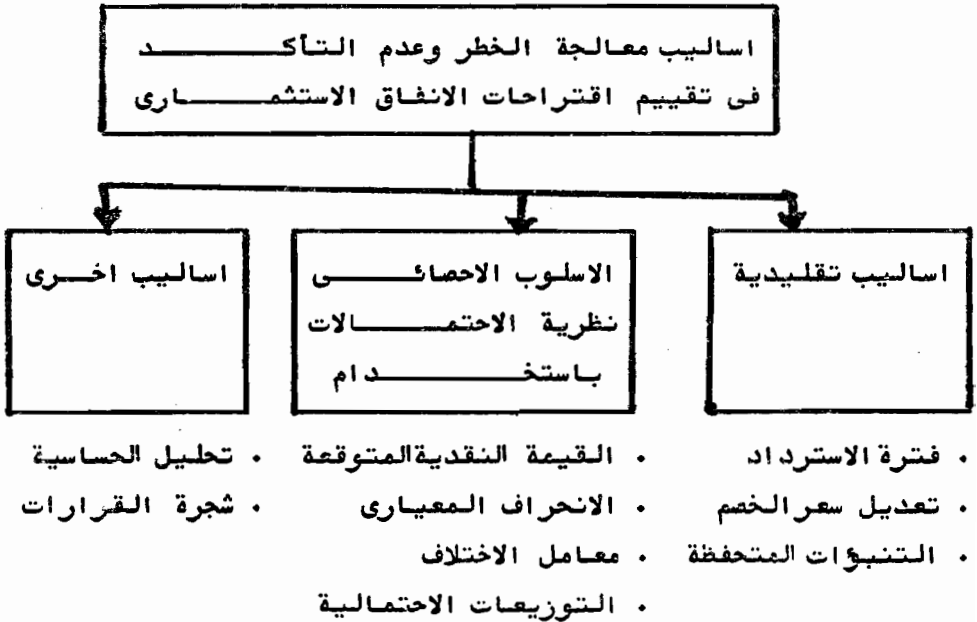 اساليب معالجة الخطر وعدم التأكد
فى تقييم اقتراحات الانفاق الاستثمارى
اساليب تقليدية
. فترة الاسترداد
. تعديل سعر الخصم
. التنبؤات المتحفظة
الاسلوب الاحصائى
نظرية الاحتمالات
باستخدام
. القيمة النقدية المتوقعة
. الانحراف المعيارى
. معامل الاختلاف
. التوزيعات الاحتمالية
اساليب اخرى
. تحليل الحساسية
. شجرة القرارات